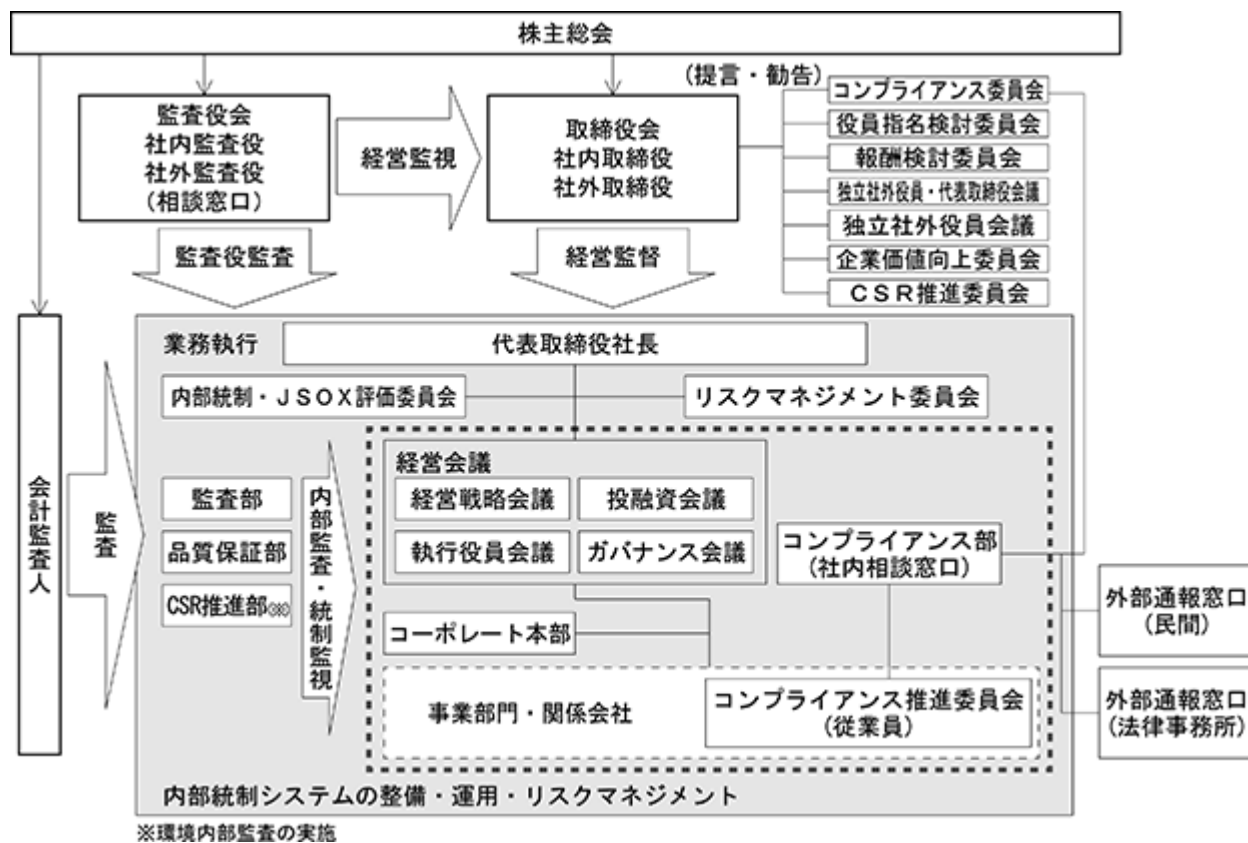 株主総会
(提言・勧告)
監査役会
社内監査役
社外監査役
(相談窓口)
経営監視
取締役会
社内取締役
社外取締役
コンプライアンス委員会
役員指名検討委員会
報酬検討委員会
独立社外役員・代表取締役会議
独立社外役員会議
企業価値向上委員会
CSR推進委員会
監査役監査
経営監督
会計監査人
監査
業務執行
代表取締役社長
内部統制・JSOX評価委員会
リスクマネジメント委員会
監査部
品質保証部
CSR推進部※
内部監査・統制監視
経営会議
経営戦略会議
投融資会議
執行役員会議
ガバナンス会議
コンプライアンス部
(社内相談窓口)
コーポレート本部
事業部門・関係会社
コンプライアンス推進委員会
(従業員)
外部通報窓口
(民間)
外部通報窓口
(法律事務所)
内部統制システムの整備・運用・リスクマネジメント
※環境内部監査の実施